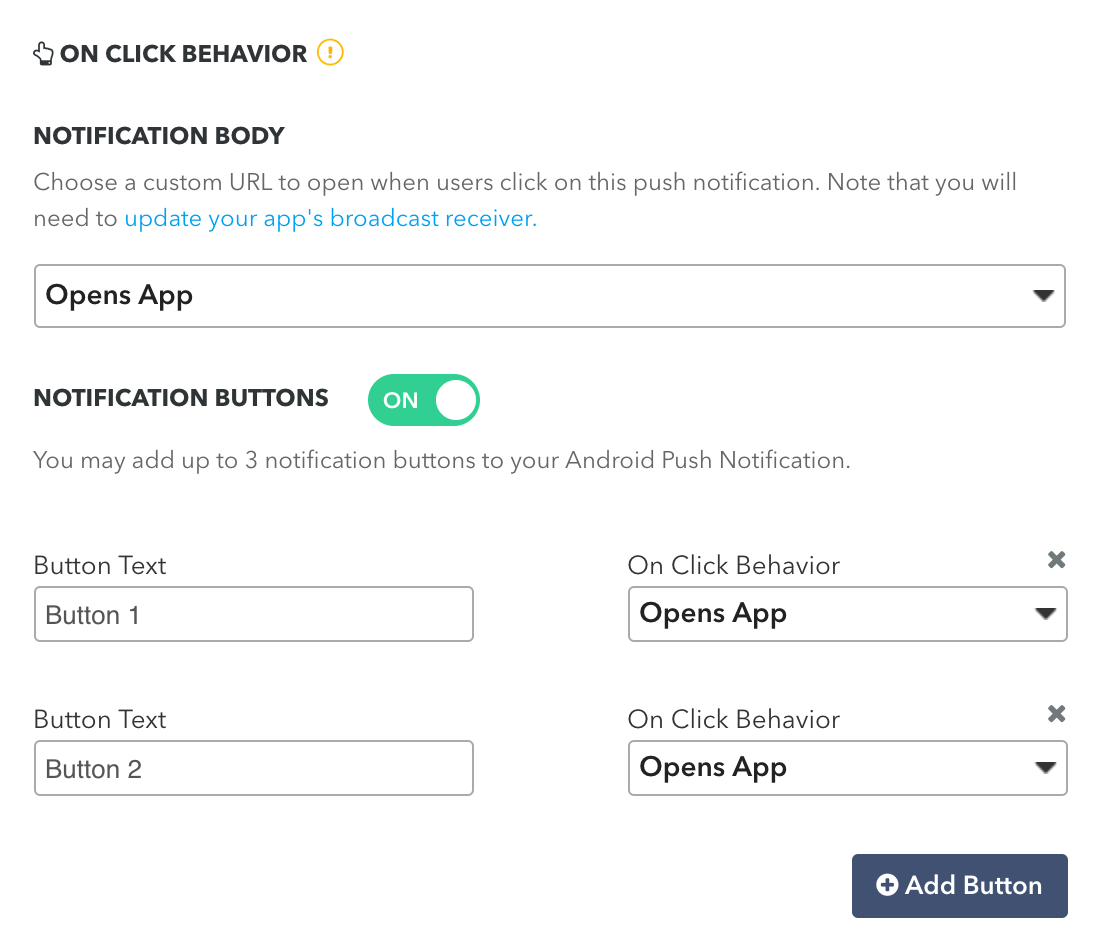 ON CLICK BEHAVIOR
NOTIFICATION BODY
Choose a custom URL to open when users click on this push notification. Note that you will
need to update your app's broadcast receiver.
Opens App
NOTIFICATION BUTTONS ON
You may add up to 3 notification buttons to your Android Push Notification.
Button Text On Click Behavior
Button 1 Opens App
Button Text On Click Behavior
Button 2 Opens App
Add Button